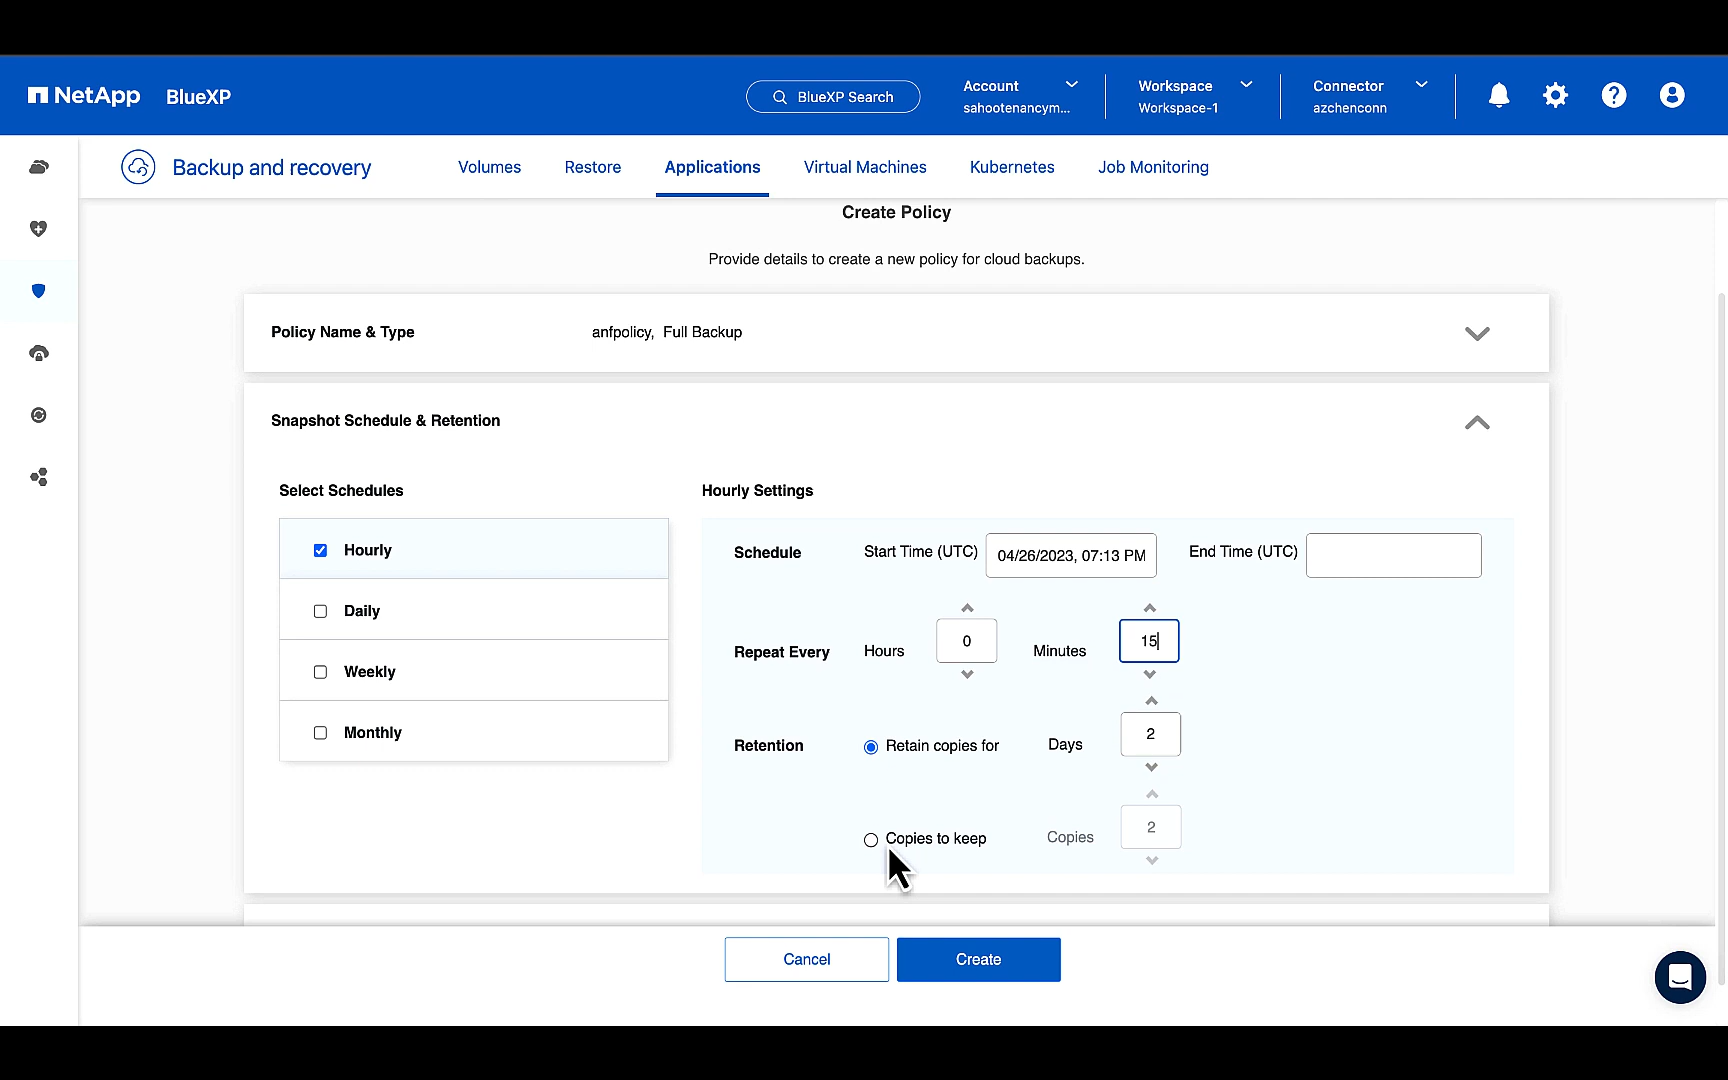 NetApp BlueXP
BlueXP Search
Account
sahootenancym...
Workspace
Workspace-1
Connector
azchenconn
Backup and recovery
Volumes
Restore
Applications
Virtual Machines
Kubernetes
Job Monitoring
Create Policy
Provide details to create a new policy for cloud backups.
Policy Name & Type
anfpolicy, Full Backup
Snapshot Schedule & Retention
Select Schedules
Hourly
Daily
Weekly
Monthly
Hourly Settings
Schedule
Start Time (UTC)
04/26/2023, 07:13 PM
End Time (UTC)
Repeat Every
Hours
0
Minutes
15
Retention
Retain copies for
Days
2
Copies to keep
Copies
2
Cancel
Create